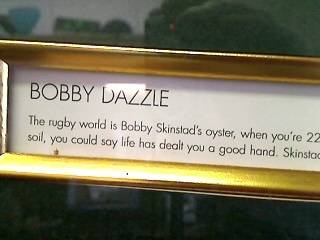 BOBBY DAZZLE
The rugby world is Bobby Skinstad's oyster, when you're 22
soil, you could say life has dealt you a good hand. Skinstad